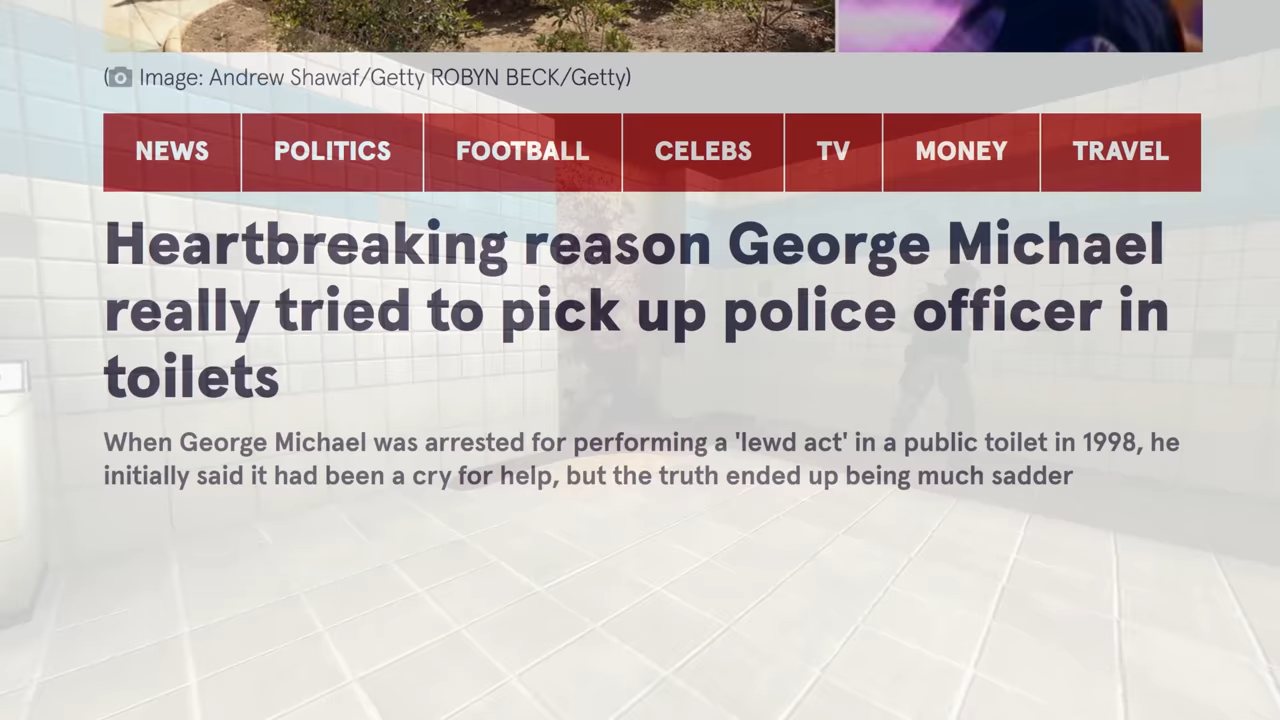 (Image: Andrew Shawaf/Getty ROBYN BECK/Getty)
NEWS POLITICS FOOTBALL CELEBS TV MONEY TRAVEL
Heartbreaking reason George Michael
really tried to pick up police officer in
toilets
When George Michael was arrested for performing a 'lewd act' in a public toilet in 1998, he
initially said it had been a cry for help, but the truth ended up being much sadder